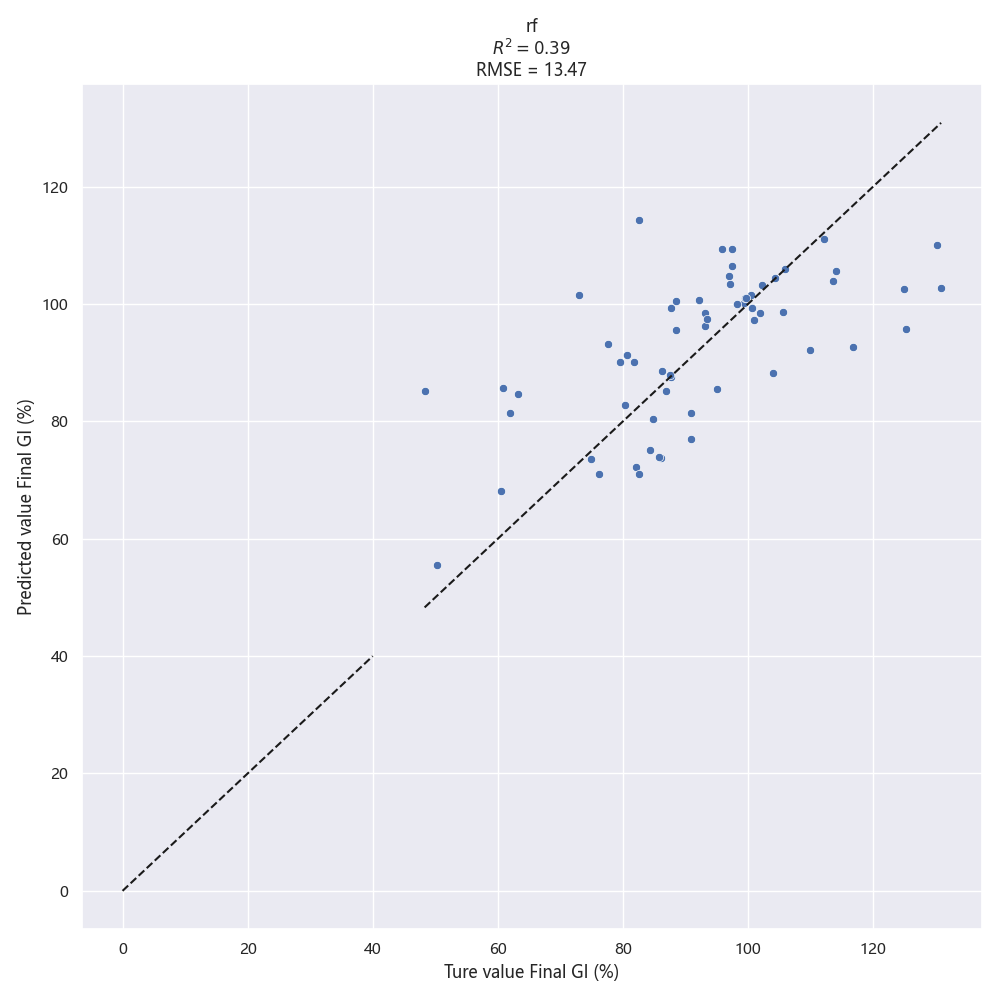 rf
R² = 0.39
RMSE = 13.47
Predicted value Final GI (%)
120
100
80
60
40
20
0
0 20 40 60 80 100 120
Ture value Final GI (%)